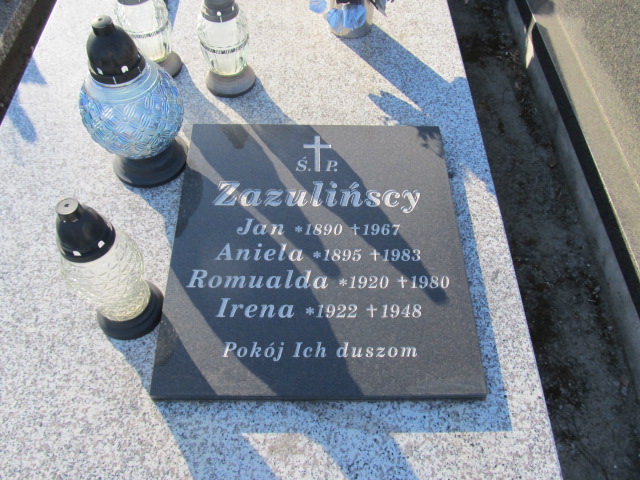 Ś. P.
Zazulińscy
Jan *1890 †1967
Aniela *1895 †1983
Romualda *1920 †1980
Irena *1922 †1948
Pokój Ich duszom